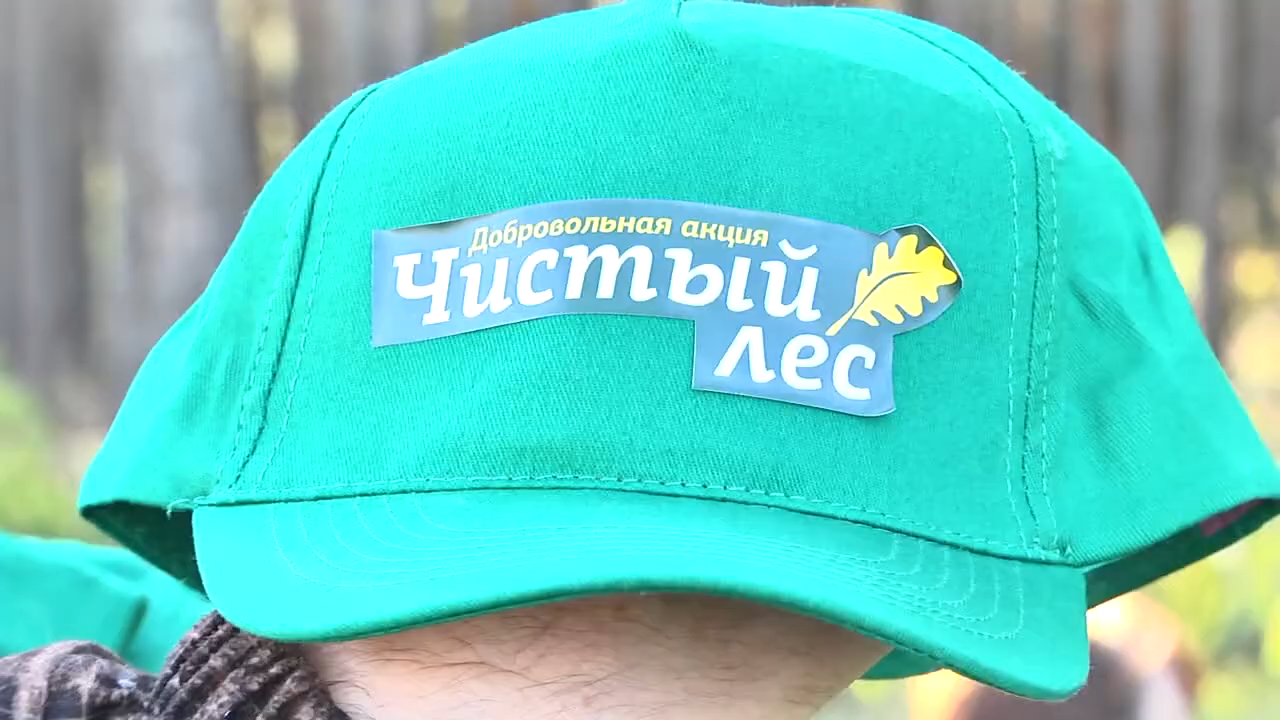 Добровольная акция
Чистый
лес